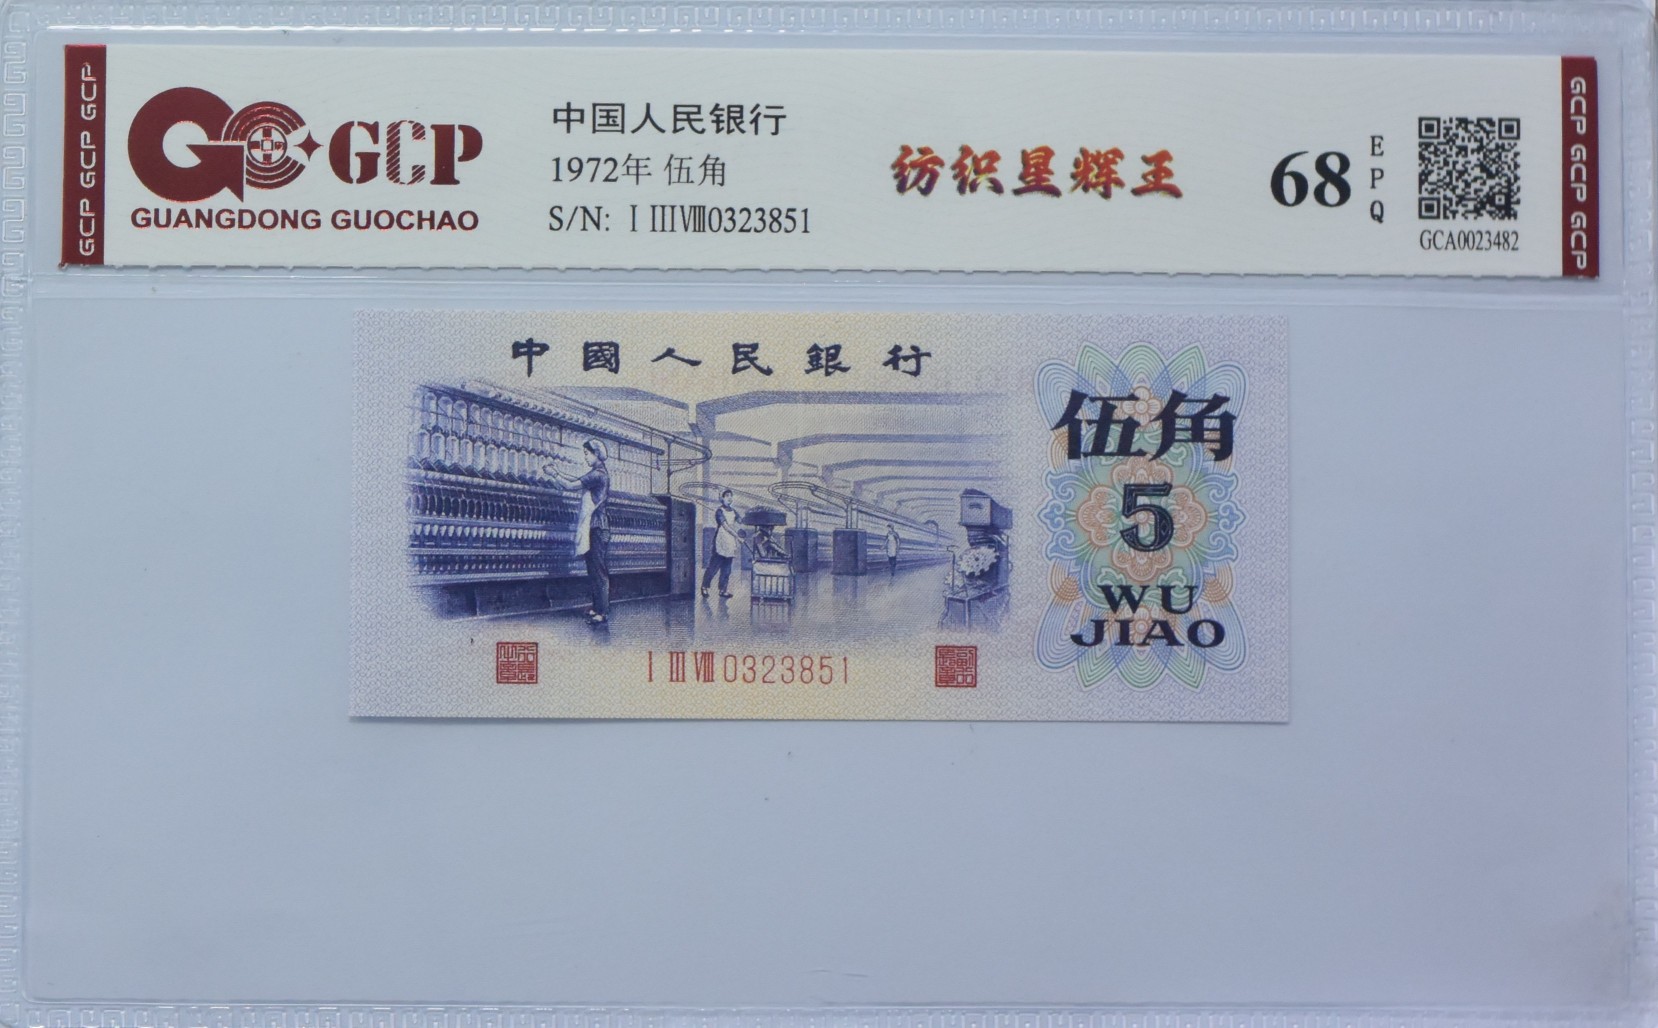 GCP GCP GCP
GCP
GUANGDONG GUOCHAO
中国人民银行
1972年 伍角
S/N: Ⅰ Ⅲ Ⅷ 0323851
纺织星辉王
68
EPQ
GCA0023482
GCP GCP GCP
中國人民銀行
伍角
5
WU
JIAO
Ⅰ Ⅲ Ⅷ 0323851